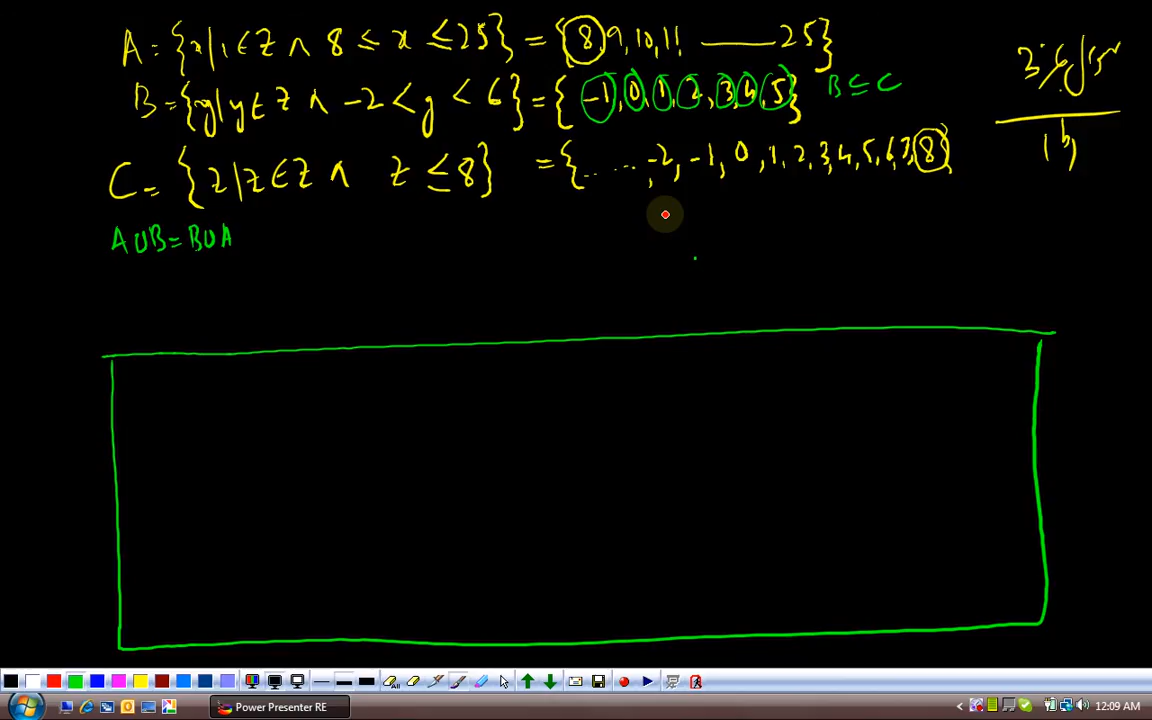 A = {x|x ∈ Z ∧ 8 ≤ x ≤ 25} = {8, 9, 10, 11, —— 25}
B = {y|y ∈ Z ∧ -2 < y < 6} = {-1, 0, 1, 2, 3, 4, 5} B ⊆ C
C = {z|z ∈ Z ∧ z ≤ 8} = {..... -2, -1, 0, 1, 2, 3, 4, 5, 6, 7, 8}
A ∪ B = B ∪ A
Power Presenter RE
12:09 AM